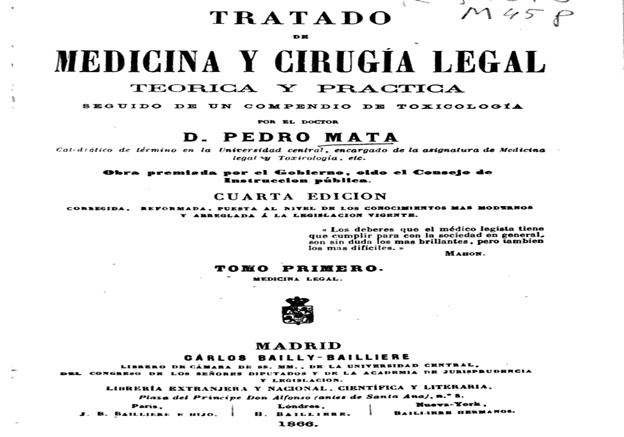 M 45 8
TRATADO
DE
MEDICINA Y CIRUGÍA LEGAL
TEORICA Y PRACTICA
SEGUIDO DE UN COMPENDIO DE TOXICOLOGÍA
POR EL DOCTOR
D. PEDRO MATA
Catedrático de término en la Universidad central, encargado de la asignatura de Medicina
legal y Toxicología, etc.
Obra premiada por el Gobierno, oido el Consejo de
Instruccion pública.
CUARTA EDICION
CORREGIDA, REFORMADA, PUESTA AL NIVEL DE LOS CONOCIMIENTOS MAS MODERNOS
Y ARREGLADA Á LA LEGISLACION VIGENTE.
« Los deberes que el médico legista tiene
que cumplir para con la sociedad en general,
son sin duda los mas brillantes, pero tambien
los mas difíciles. »
MAHON.
TOMO PRIMERO.
MEDICINA LEGAL.
MADRID
CÁRLOS BAILLY-BAILLIERE
LIBRERO DE CÁMARA DE SS. MM., DE LA UNIVERSIDAD CENTRAL,
DEL CONGRESO DE LOS SEÑORES DIPUTADOS Y DE LA ACADEMIA DE JURISPRUDENCIA
Y LEGISLACION.
LIBRERÍA EXTRANJERA Y NACIONAL, CIENTÍFICA Y LITERARIA.
Plaza del Príncipe Don Alfonso (antes de Santa Ana), n.º 8.
Paris, Lóndres, Nueva-York,
J. B. BAILLIERE E HIJO. H. BAILLIERE. BAILLIERE HERMANOS.
1866.